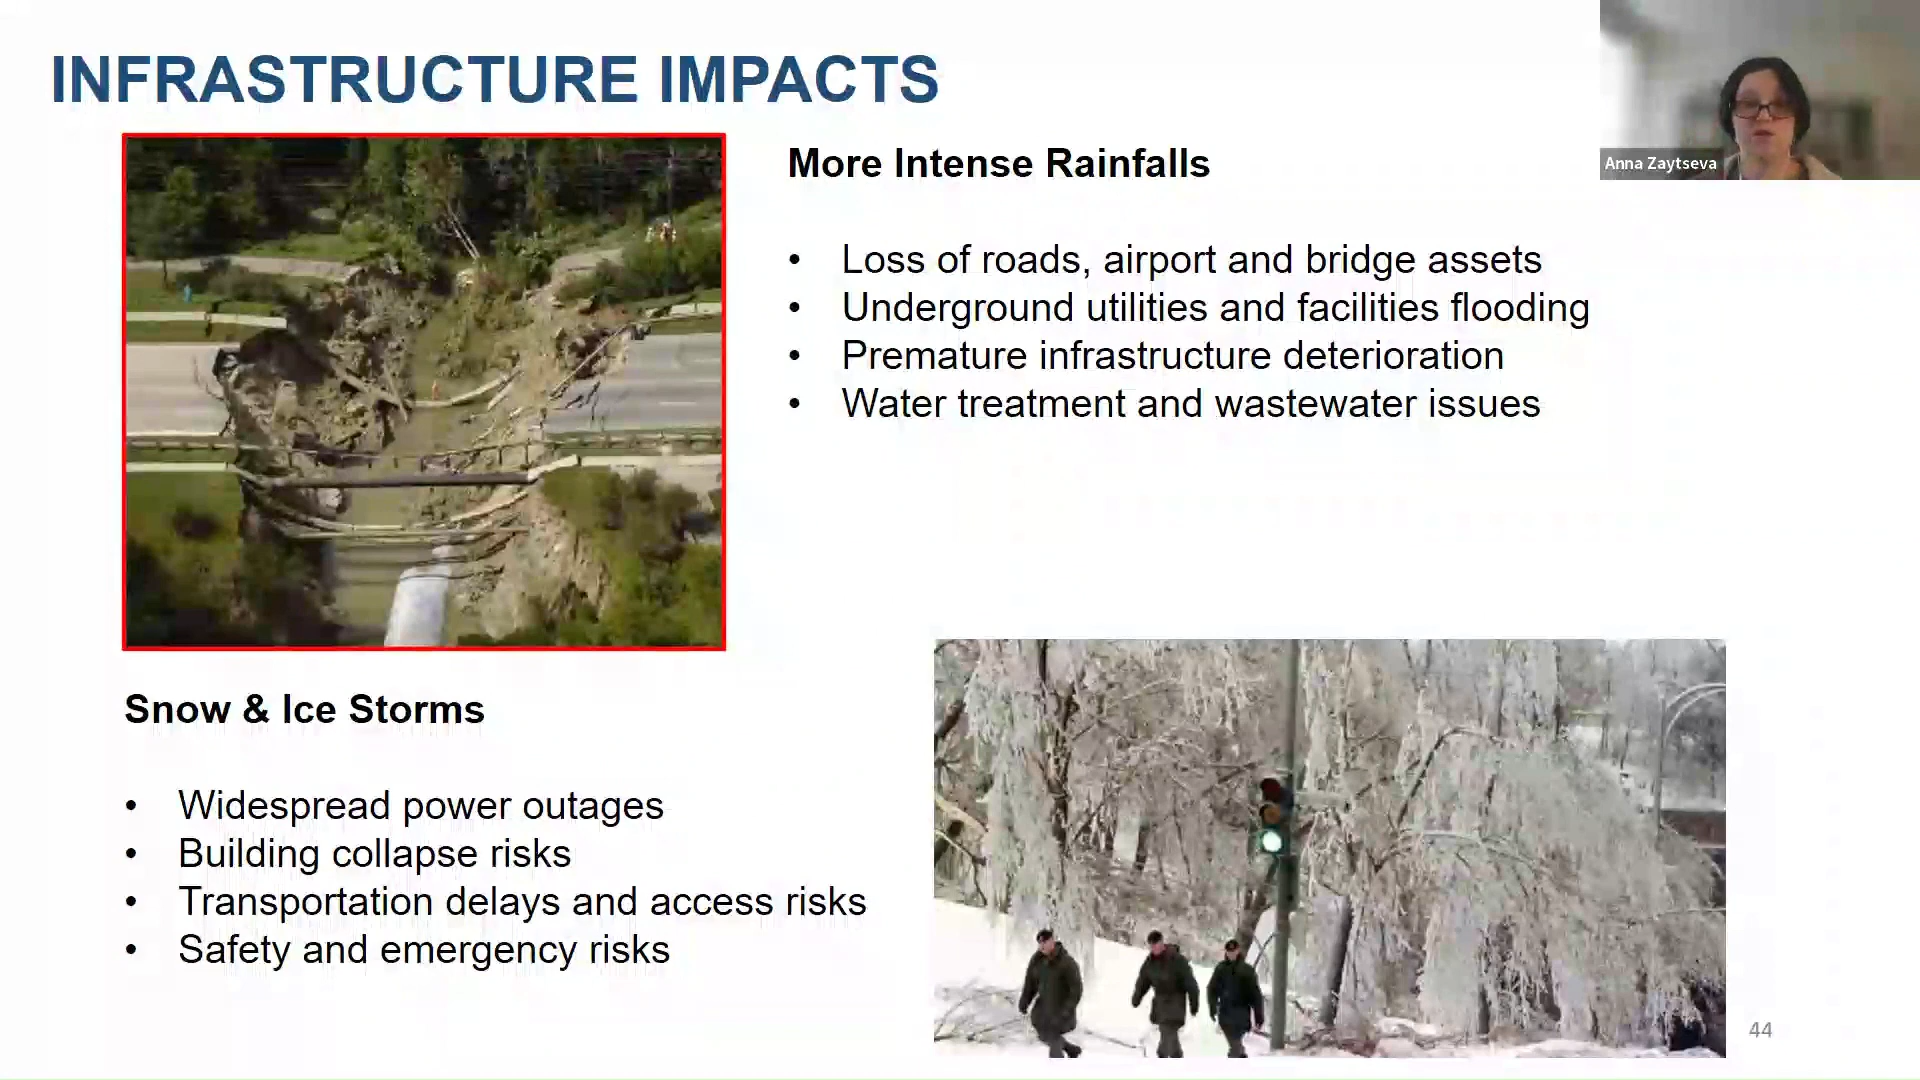 INFRASTRUCTURE IMPACTS
Anna Zaytseva
More Intense Rainfalls
• Loss of roads, airport and bridge assets
• Underground utilities and facilities flooding
• Premature infrastructure deterioration
• Water treatment and wastewater issues
Snow & Ice Storms
• Widespread power outages
• Building collapse risks
• Transportation delays and access risks
• Safety and emergency risks
44